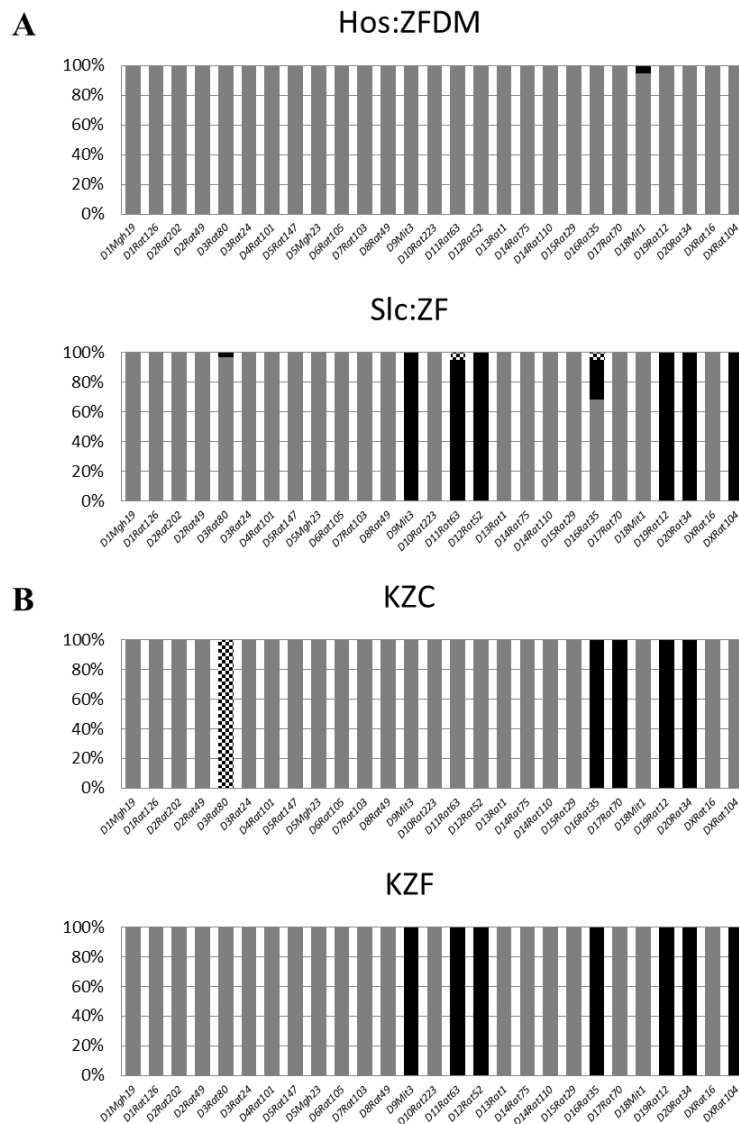 A
Hos:ZFDM
100%
80%
60%
40%
20%
0%
D1Mgh19 D1Rat126 D2Rat202 D2Rat49 D3Rat80 D3Rat24 D4Rat101 D5Rat147 D5Mgh23 D6Rat105 D7Rat103 D8Rat49 D9Mit3 D10Rat223 D11Rat63 D12Rat52 D13Rat1 D14Rat75 D14Rat110 D15Rat29 D16Rat35 D17Rat70 D18Mit1 D19Rat12 D20Rat34 DXRat16 DXRat104
Slc:ZF
100%
80%
60%
40%
20%
0%
D1Mgh19 D1Rat126 D2Rat202 D2Rat49 D3Rat80 D3Rat24 D4Rat101 D5Rat147 D5Mgh23 D6Rat105 D7Rat103 D8Rat49 D9Mit3 D10Rat223 D11Rat63 D12Rat52 D13Rat1 D14Rat75 D14Rat110 D15Rat29 D16Rat35 D17Rat70 D18Mit1 D19Rat12 D20Rat34 DXRat16 DXRat104
B
KZC
100%
80%
60%
40%
20%
0%
D1Mgh19 D1Rat126 D2Rat202 D2Rat49 D3Rat80 D3Rat24 D4Rat101 D5Rat147 D5Mgh23 D6Rat105 D7Rat103 D8Rat49 D9Mit3 D10Rat223 D11Rat63 D12Rat52 D13Rat1 D14Rat75 D14Rat110 D15Rat29 D16Rat35 D17Rat70 D18Mit1 D19Rat12 D20Rat34 DXRat16 DXRat104
KZF
100%
80%
60%
40%
20%
0%
D1Mgh19 D1Rat126 D2Rat202 D2Rat49 D3Rat80 D3Rat24 D4Rat101 D5Rat147 D5Mgh23 D6Rat105 D7Rat103 D8Rat49 D9Mit3 D10Rat223 D11Rat63 D12Rat52 D13Rat1 D14Rat75 D14Rat110 D15Rat29 D16Rat35 D17Rat70 D18Mit1 D19Rat12 D20Rat34 DXRat16 DXRat104